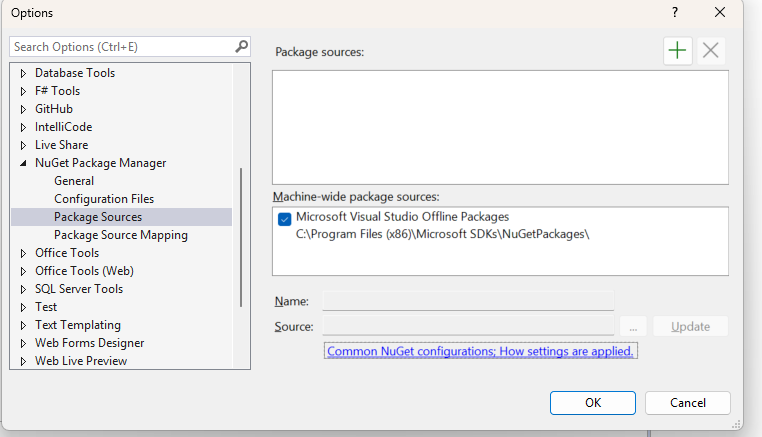 Options
?
Search Options (Ctrl+E)
Database Tools
F# Tools
GitHub
IntelliCode
Live Share
NuGet Package Manager
General
Configuration Files
Package Sources
Package Source Mapping
Office Tools
Office Tools (Web)
SQL Server Tools
Test
Text Templating
Web Forms Designer
Web Live Preview
Package sources:
Machine-wide package sources:
Microsoft Visual Studio Offline Packages
C:\Program Files (x86)\Microsoft SDKs\NuGetPackages\
Name:
Source:
...
Update
Common NuGet configurations; How settings are applied.
OK
Cancel